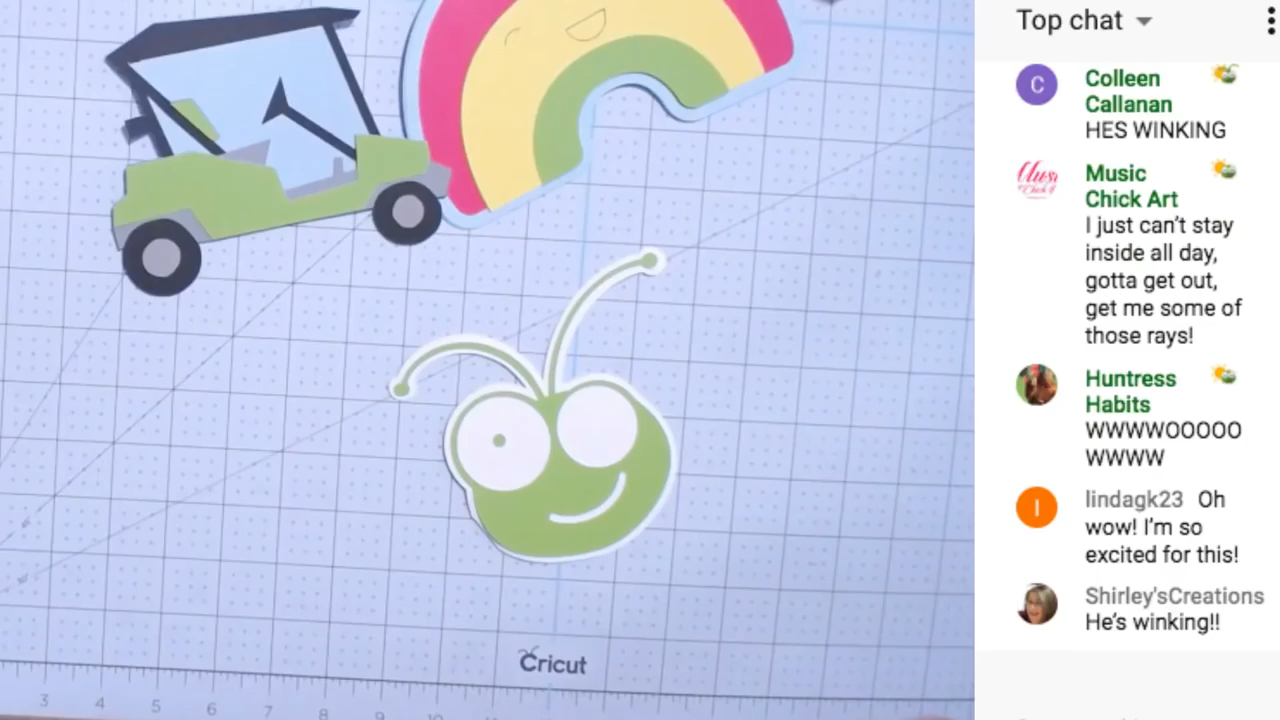 Top chat
C
Colleen
Callanan
HES WINKING
Music
Chick Art
I just can't stay
inside all day,
gotta get out,
get me some of
those rays!
Huntress
Habits
WWWWOOOOO
WWWW
I
lindagk23 Oh
wow! I'm so
excited for this!
Shirley'sCreations
He's winking!!
Cricut
3 4 5 6 7 8 9 10